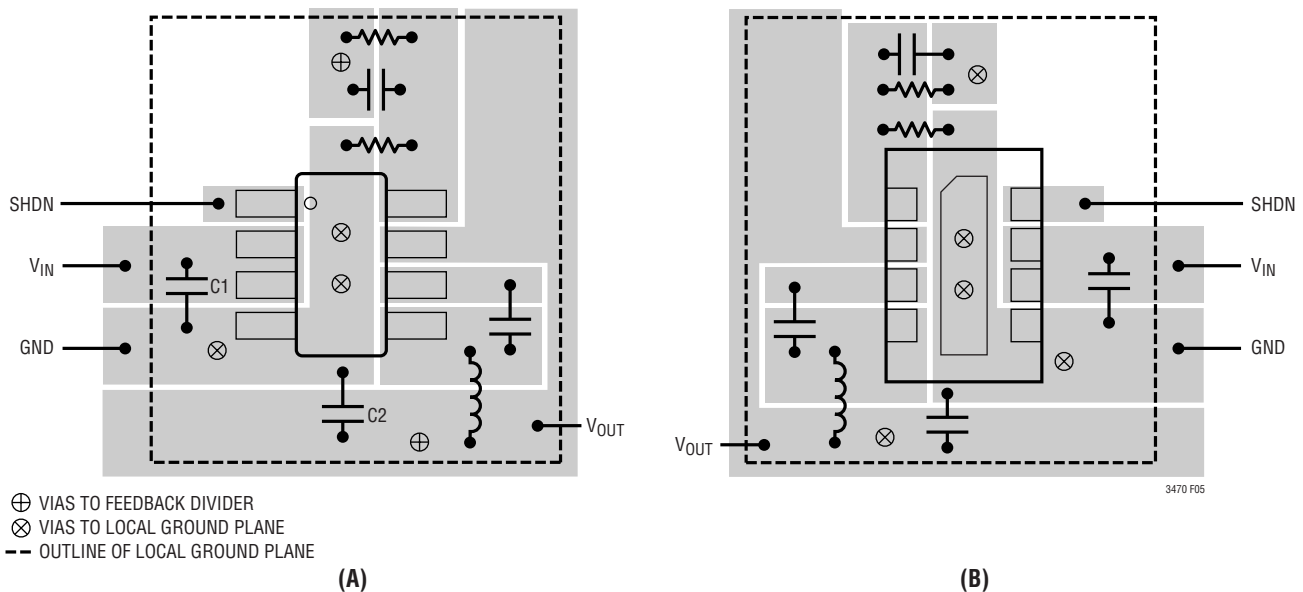 SHDN
VIN
C1
GND
C2
VOUT
SHDN
VIN
GND
VOUT
3470 F05
VIAS TO FEEDBACK DIVIDER
VIAS TO LOCAL GROUND PLANE
OUTLINE OF LOCAL GROUND PLANE
(A)
(B)